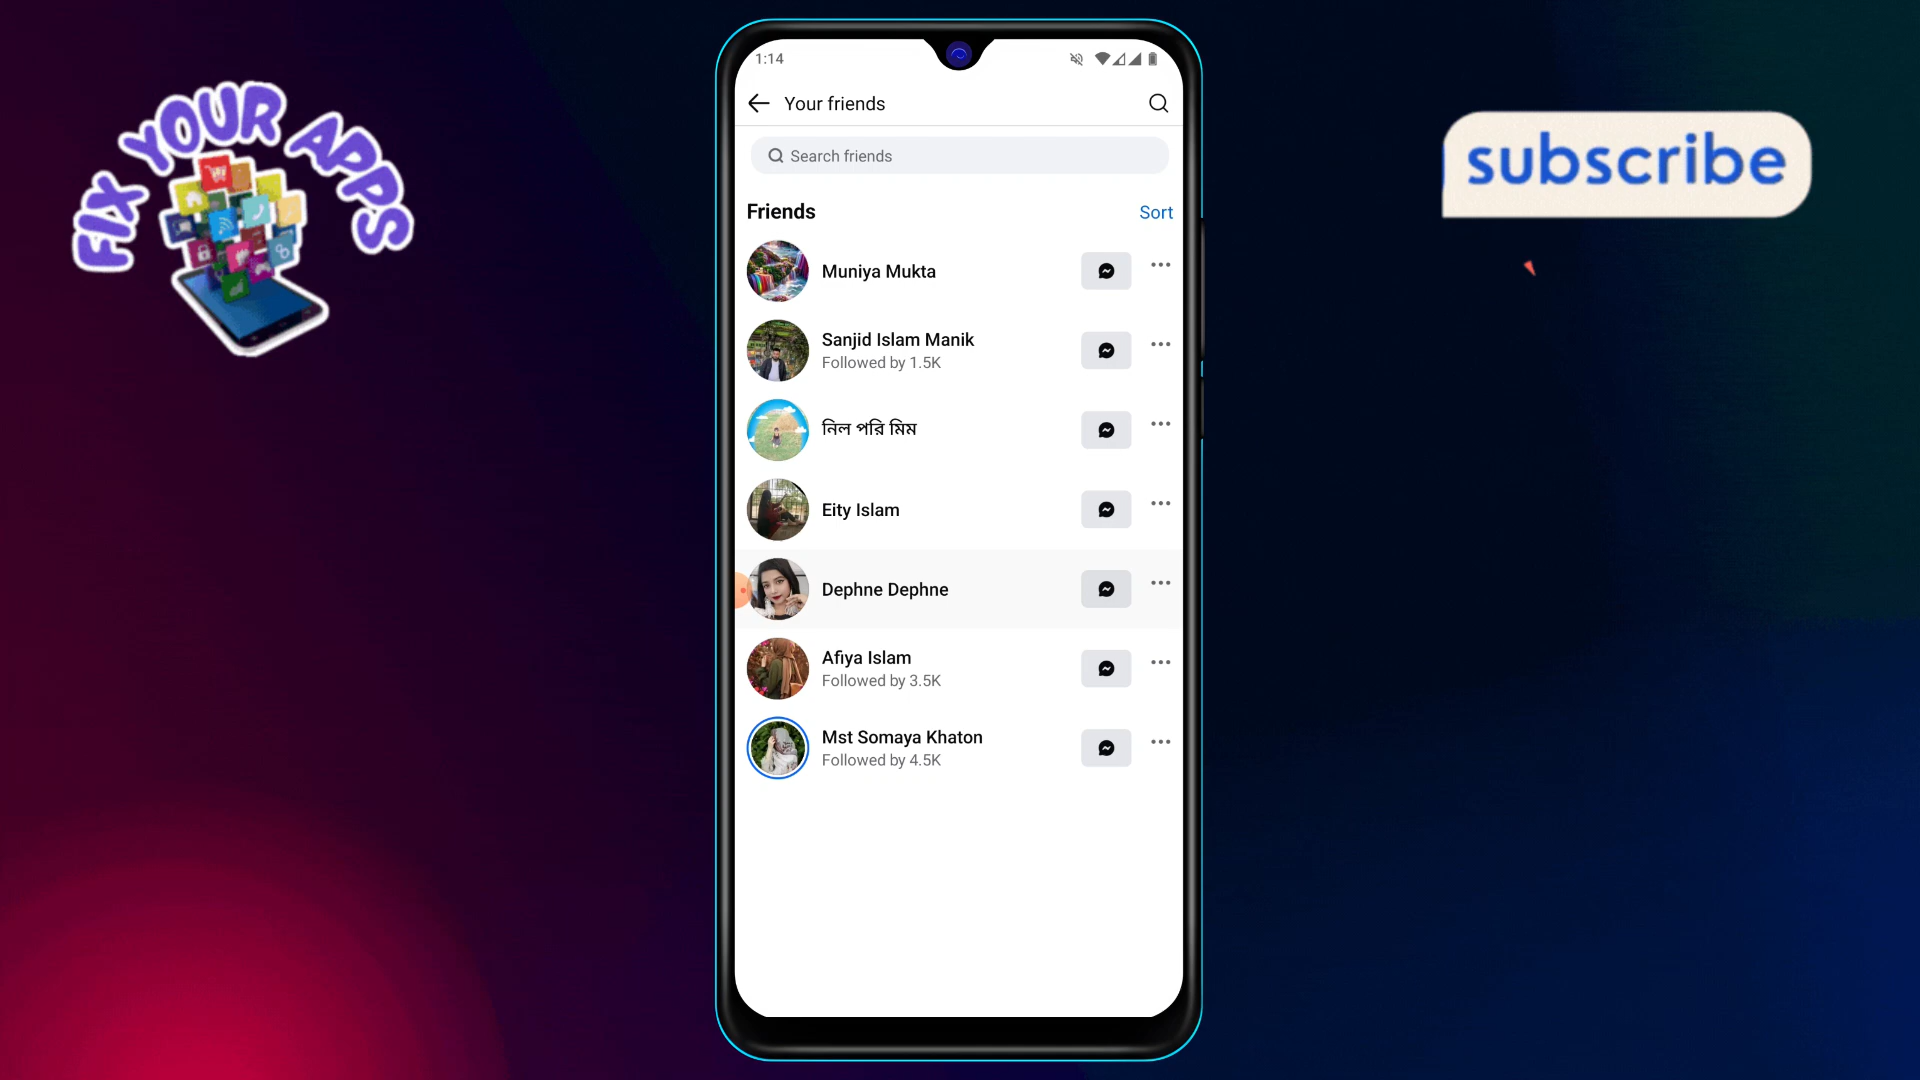 FIX YOUR APPS
subscribe
1:14
Your friends
Search friends
Friends
Sort
Muniya Mukta
Sanjid Islam Manik
Followed by 1.5K
নিল পরি মিম
Eity Islam
Dephne Dephne
Afiya Islam
Followed by 3.5K
Mst Somaya Khaton
Followed by 4.5K